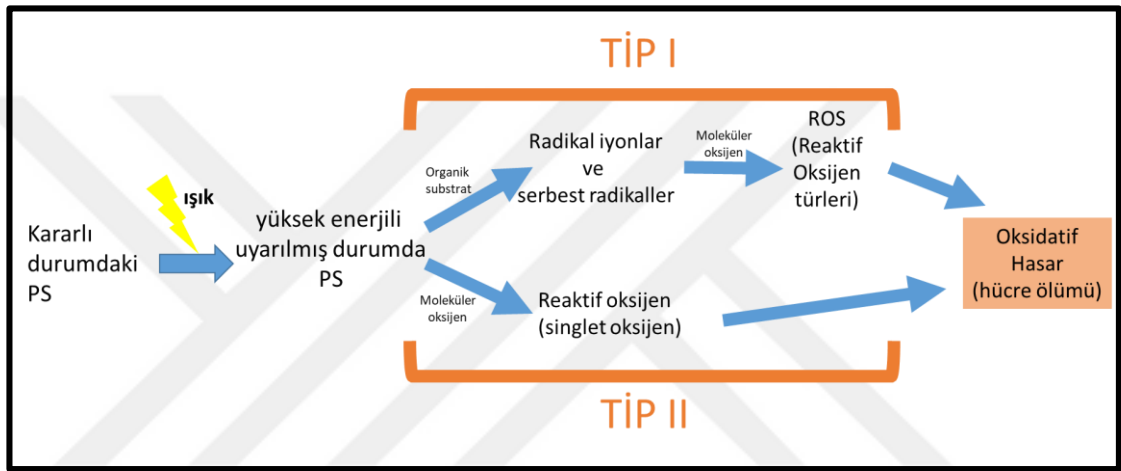 TİP I
ışık
Kararlı
durumdaki
PS
yüksek enerjili
uyarılmış durumda
PS
Organik
substrat
Radikal iyonlar
ve
serbest radikaller
Moleküler
oksijen
ROS
(Reaktif
Oksijen
türleri)
Moleküler
oksijen
Reaktif oksijen
(singlet oksijen)
Oksidatif
Hasar
(hücre ölümü)
TİP II